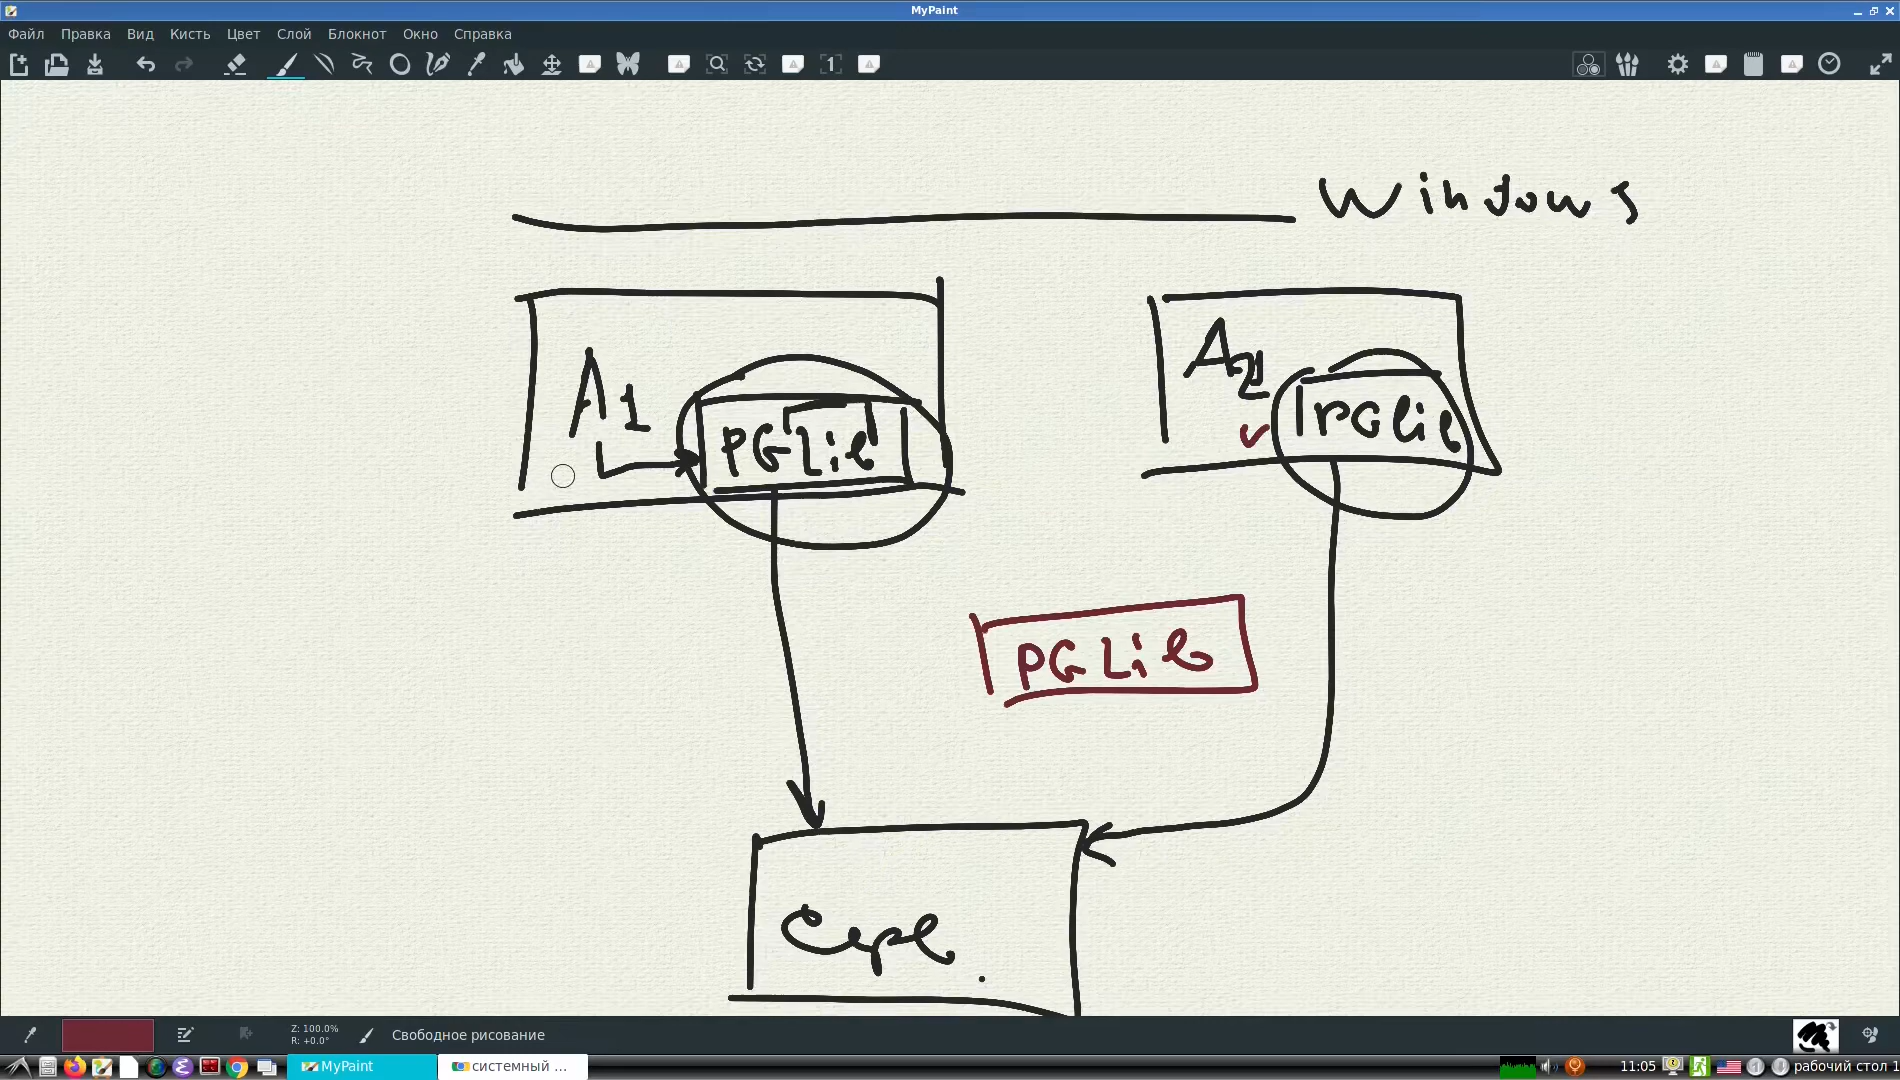 MyPaint
Файл Правка Вид Кисть Цвет Слой Блокнот Окно Справка
1
Windows
A1
PGLib
A2
PGLib
PGLib
Z: 100.0%
R: +0.0°
Свободное рисование
MyPaint
системный ...
11:05
рабочий стол 1